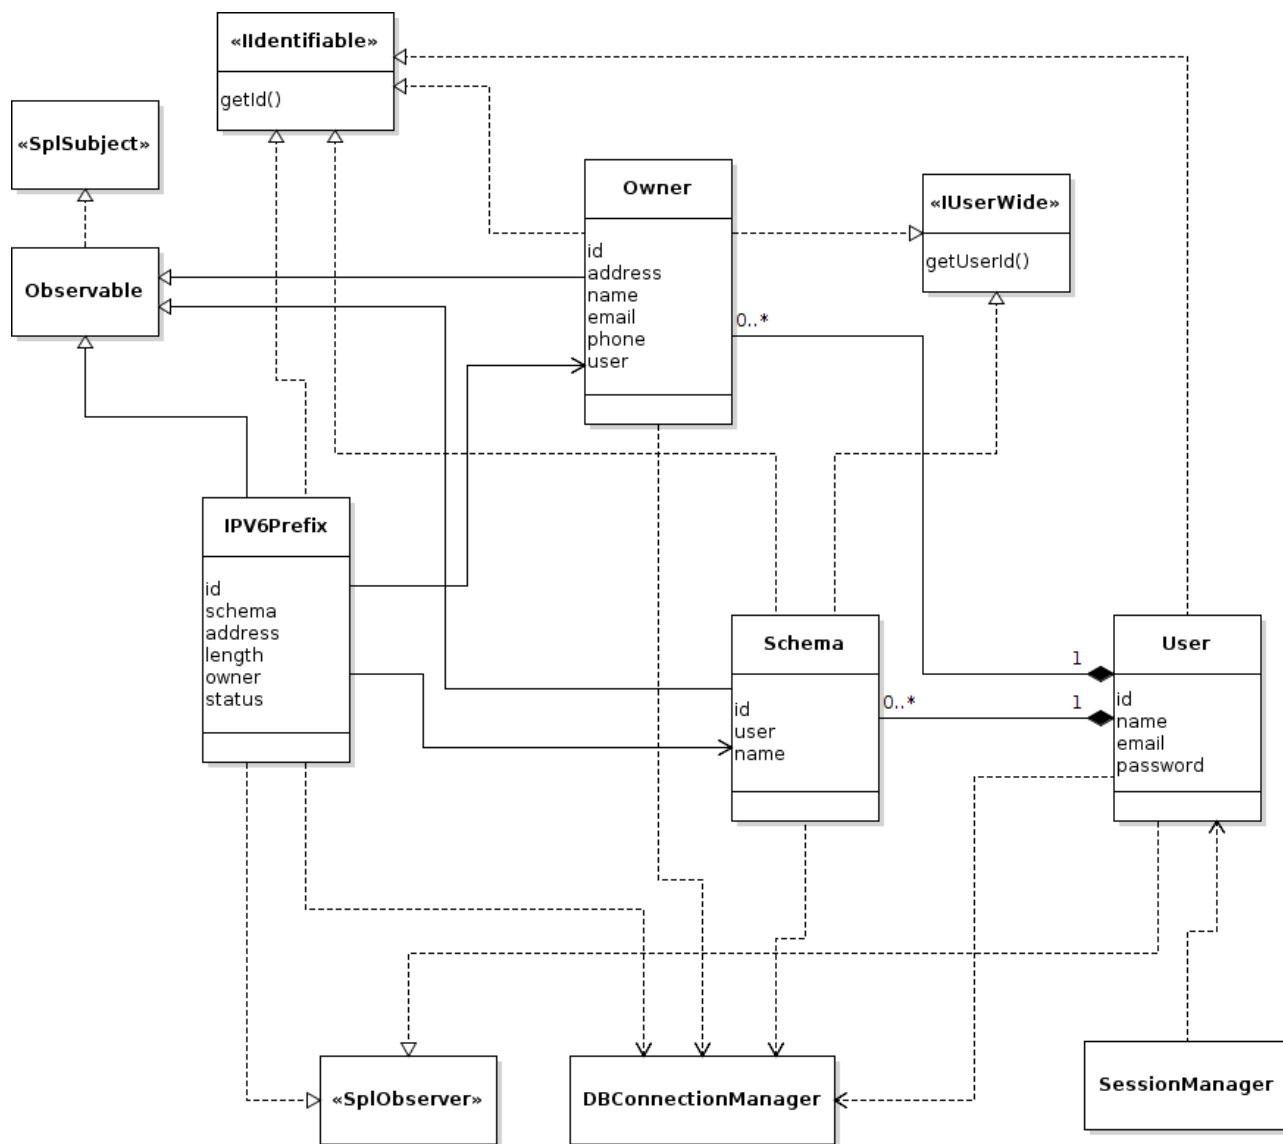 «IIdentifiable»
getId()
«SplSubject»
Observable
Owner
id
address
name
email
phone
user
«IUserWide»
getUserId()
0..*
IPV6Prefix
id
schema
address
length
owner
status
Schema
id
user
name
0..*
1
1
User
id
name
email
password
«SplObserver»
DBConnectionManager
SessionManager